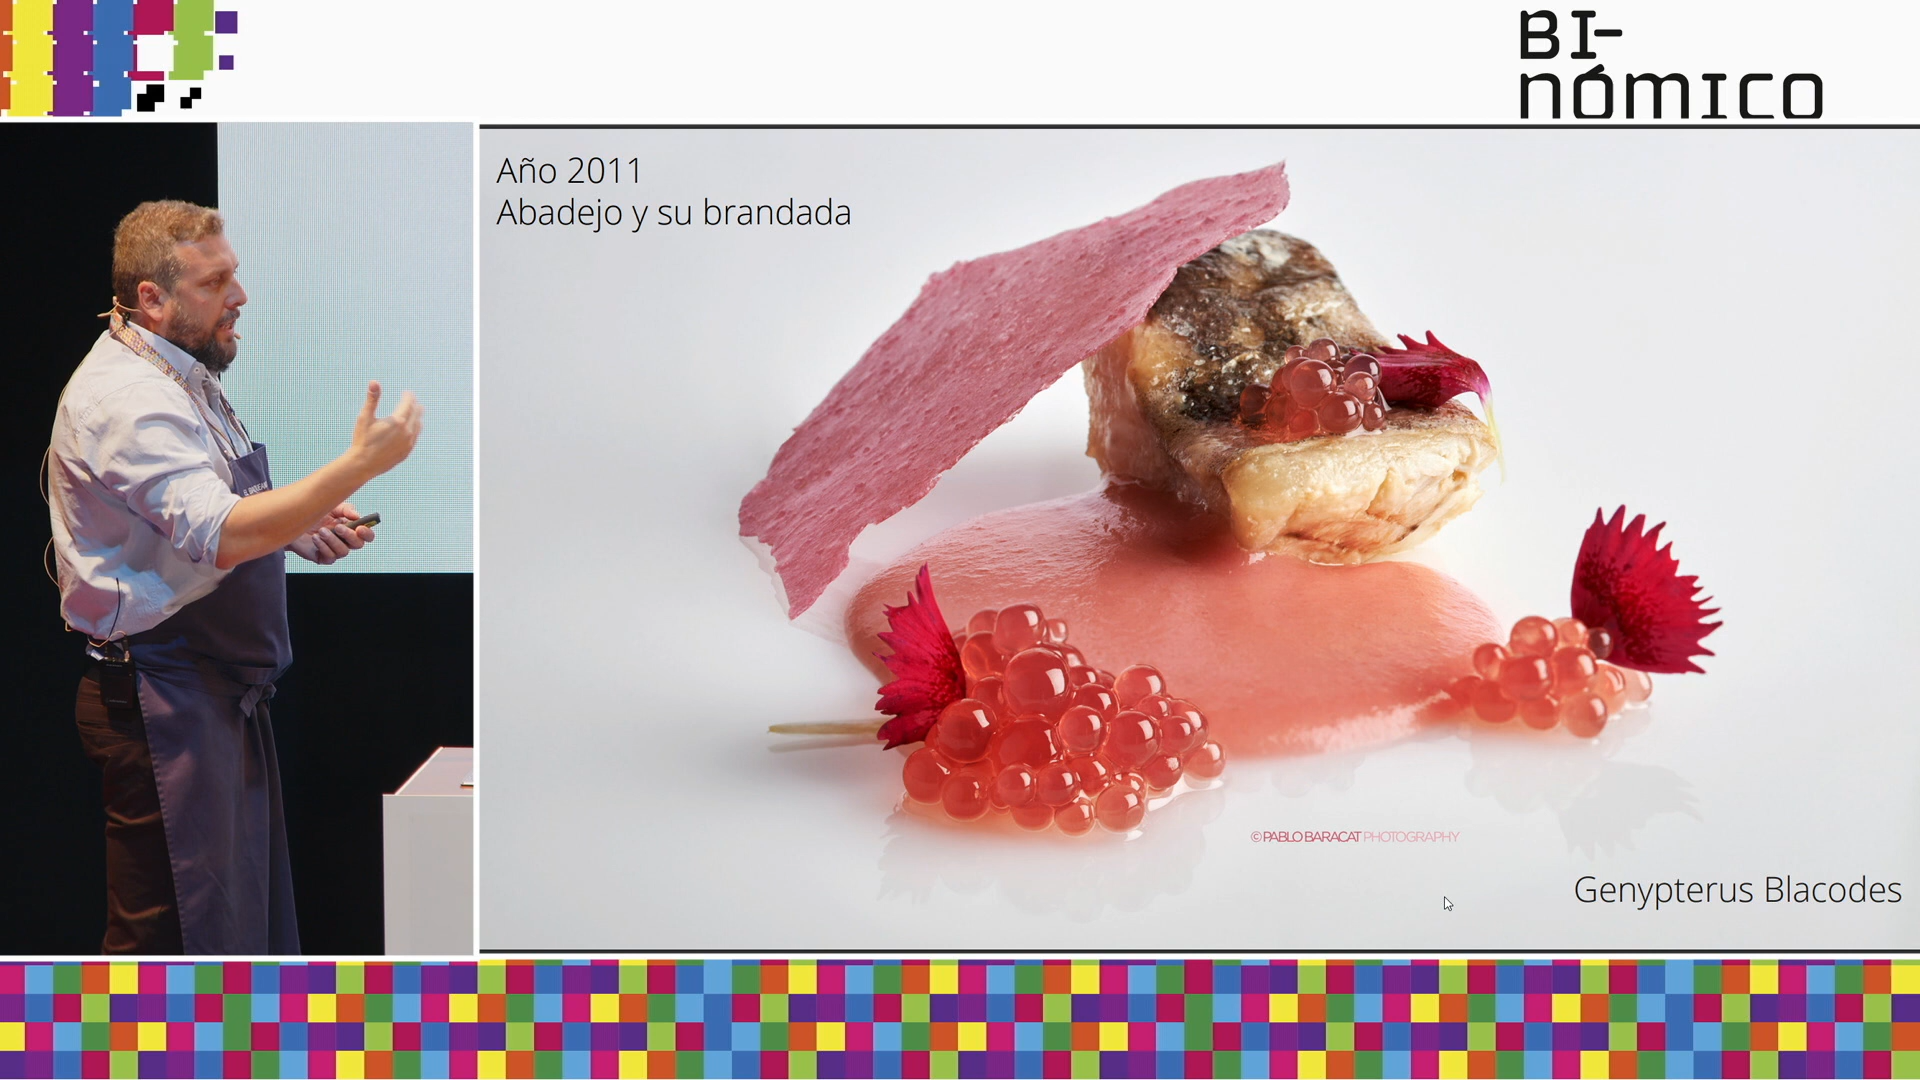 BI-
NÓMICO
Año 2011
Abadejo y su brandada
©PABLO BARACAT PHOTOGRAPHY
Genypterus Blacodes